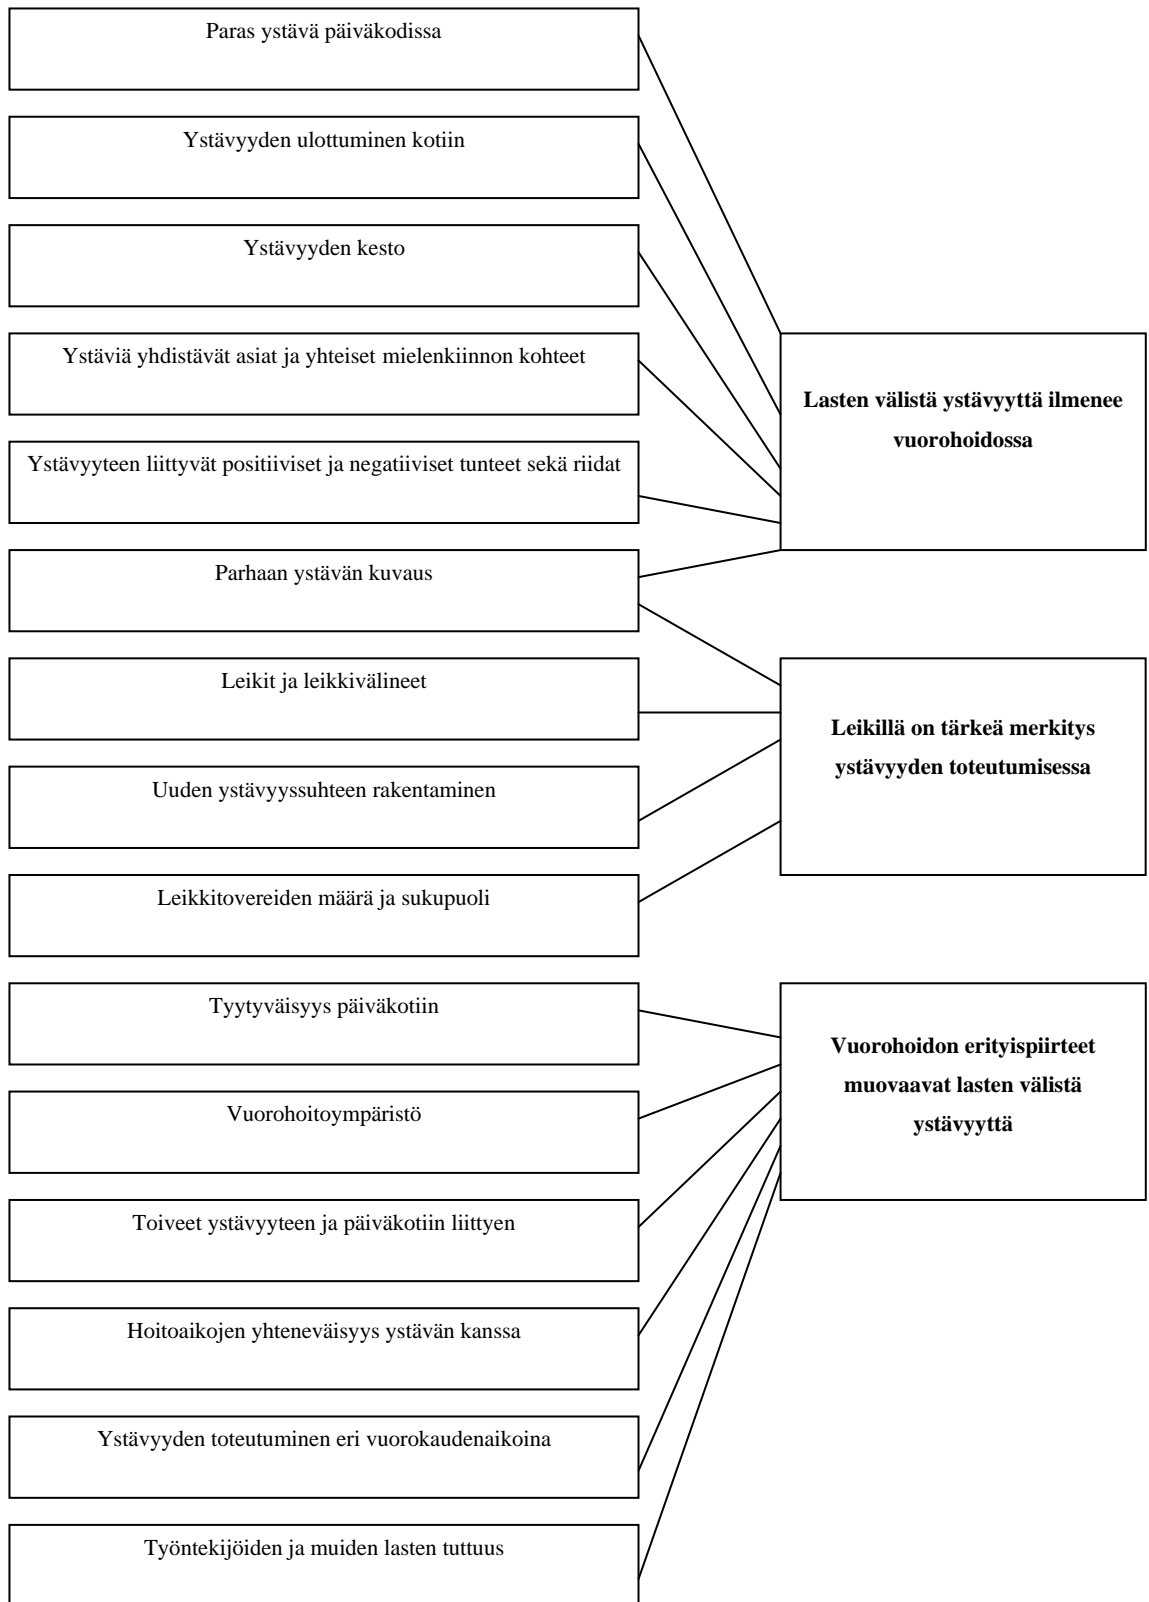 Paras ystävä päiväkodissa
Ystävyyden ulottuminen kotiin
Ystävyyden kesto
Ystäviä yhdistävät asiat ja yhteiset mielenkiinnon kohteet
Ystävyyteen liittyvät positiiviset ja negatiiviset tunteet sekä riidat
Parhaan ystävän kuvaus
Leikit ja leikkivälineet
Uuden ystävyyssuhteen rakentaminen
Leikkitovereiden määrä ja sukupuoli
Tyytyväisyys päiväkotiin
Vuorohoitoympäristö
Toiveet ystävyyteen ja päiväkotiin liittyen
Hoitoaikojen yhteneväisyys ystävän kanssa
Ystävyyden toteutuminen eri vuorokaudenaikoina
Työntekijöiden ja muiden lasten tuttuus
Lasten välistä ystävyyttä ilmenee
vuorohoidossa
Leikillä on tärkeä merkitys
ystävyyden toteutumisessa
Vuorohoidon erityispiirteet
muovaavat lasten välistä
ystävyyttä